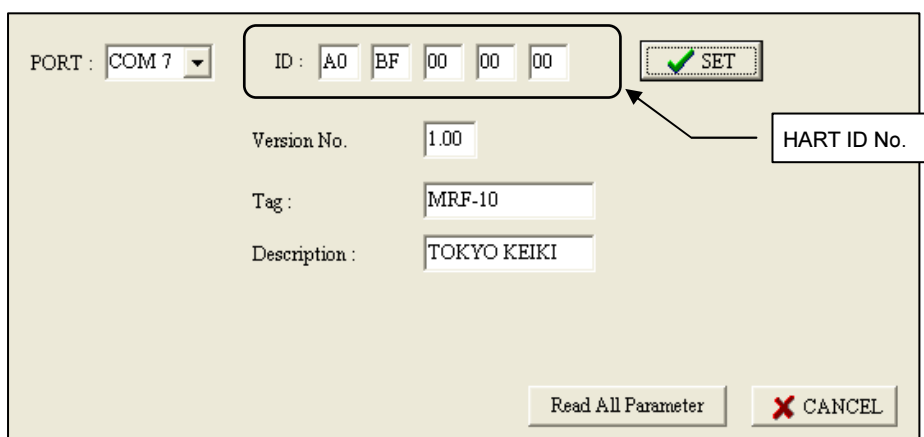 PORT : COM 7 ID : A0 BF 00 00 00 SET
HART ID No.
Version No. 1.00
Tag : MRF-10
Description : TOKYO KEIKI
Read All Parameter CANCEL